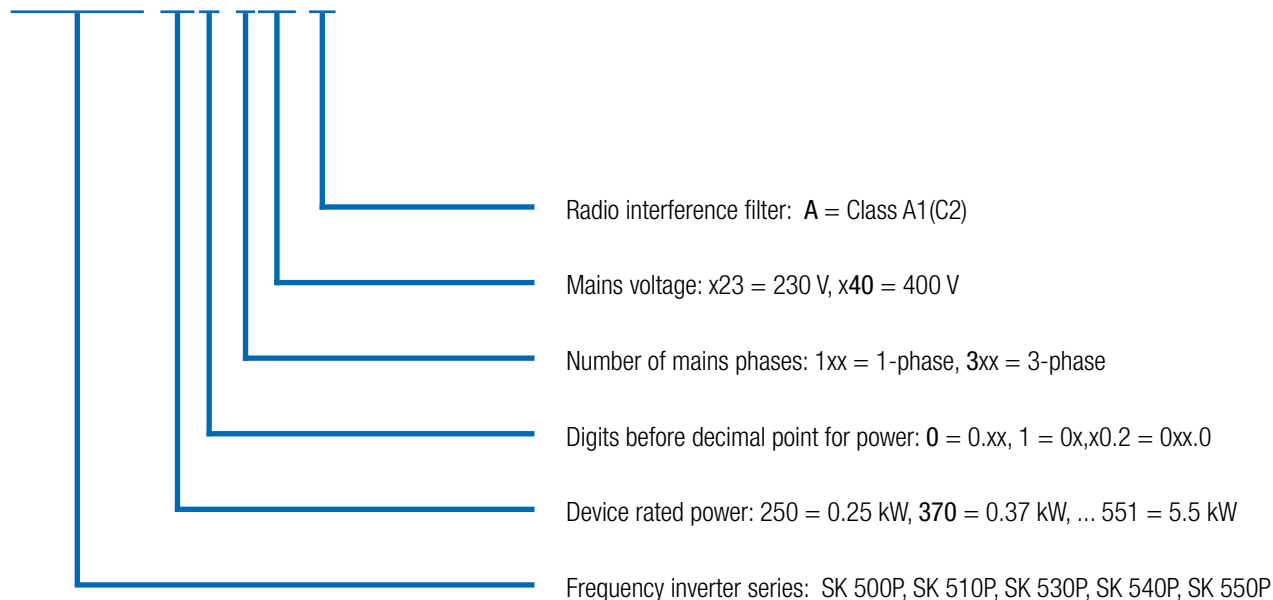 Radio interference filter: A = Class A1(C2)
Mains voltage: x23 = 230 V, x40 = 400 V
Number of mains phases: 1xx = 1-phase, 3xx = 3-phase
Digits before decimal point for power: 0 = 0.xx, 1 = 0x,x0.2 = 0xx.0
Device rated power: 250 = 0.25 kW, 370 = 0.37 kW, ... 551 = 5.5 kW
Frequency inverter series: SK 500P, SK 510P, SK 530P, SK 540P, SK 550P